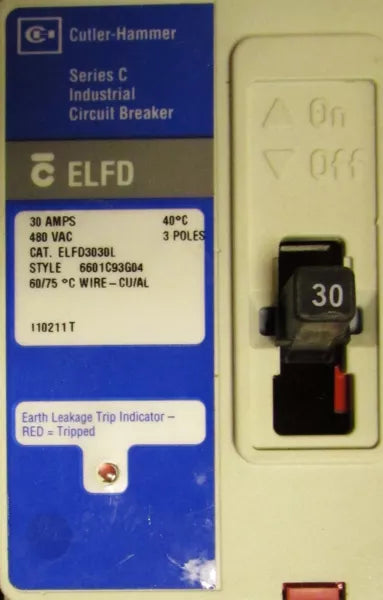 Cutler-Hammer
Series C
Industrial
Circuit Breaker
C ELFD
30 AMPS 40°C
480 VAC 3 POLES
CAT. ELFD3030L
STYLE 6601C93G04
60/75 °C WIRE – CU/AL
I10211T
Earth Leakage Trip Indicator –
RED = Tripped
On
Off
30